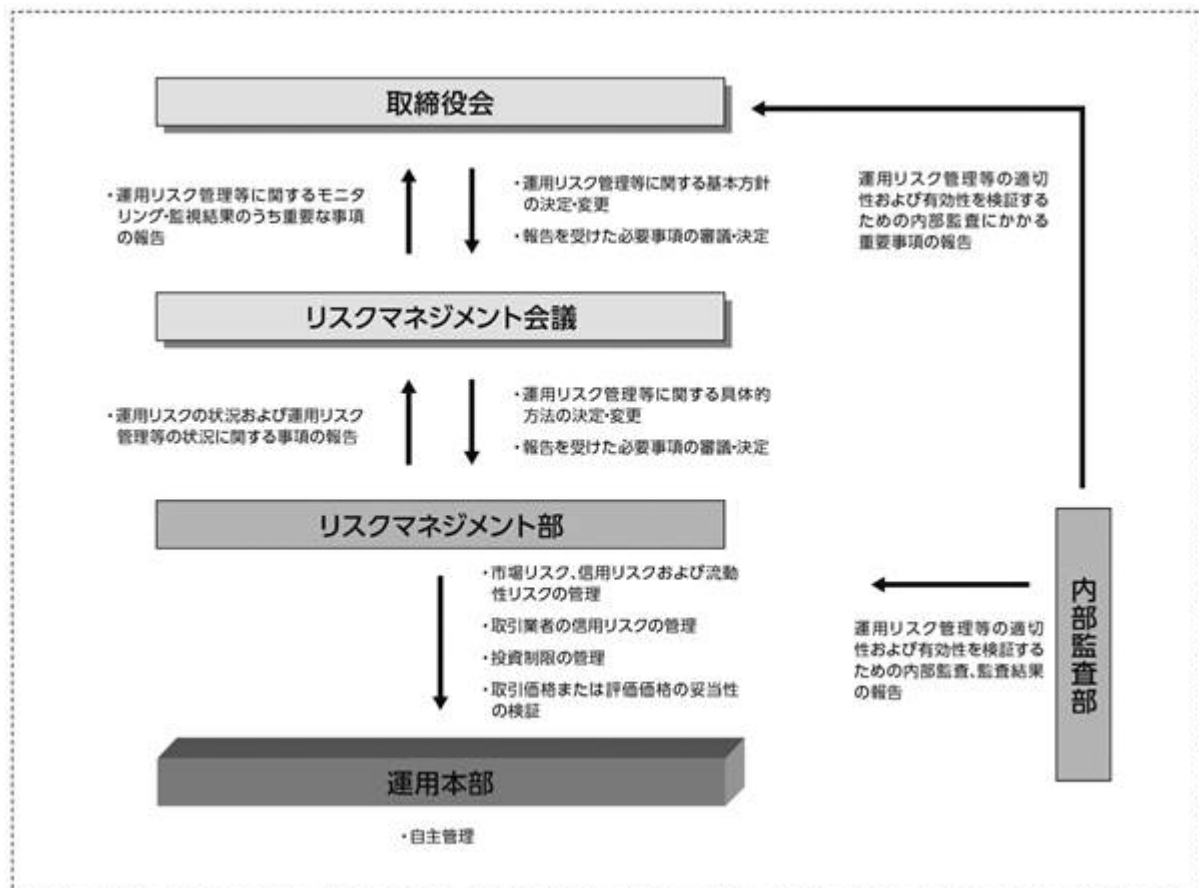 取締役会
・運用リスク管理等に関するモニタ
リング・監視結果のうち重要な事項
の報告
・運用リスク管理等に関する基本方針
の決定・変更
・報告を受けた必要事項の審議・決定
運用リスク管理等の適切
性および有効性を検証する
ための内部監査にかかる
重要事項の報告
リスクマネジメント会議
・運用リスクの状況および運用リスク
管理等の状況に関する事項の報告
・運用リスク管理等に関する具体的
方法の決定・変更
・報告を受けた必要事項の審議・決定
リスクマネジメント部
・市場リスク、信用リスクおよび流動
性リスクの管理
・取引業者の信用リスクの管理
・投資制限の管理
・取引価格または評価価格の妥当性
の検証
運用リスク管理等の適切
性および有効性を検証する
ための内部監査、監査結果
の報告
内部監査部
運用本部
・自主管理